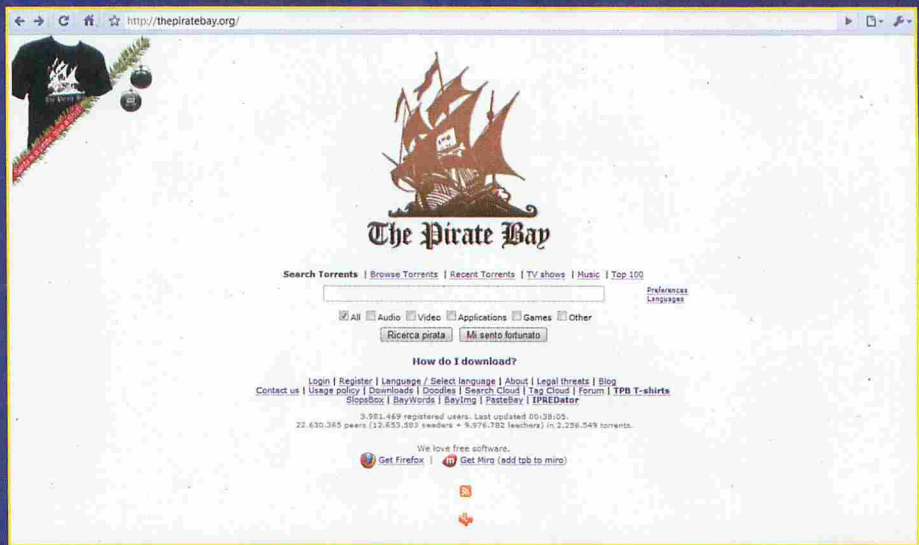 http://thepiratebay.org/
The Pirate Bay
The Pirate Bay
Search Torrents | Browse Torrents | Recent Torrents | TV shows | Music | Top 100
Preferences
Languages
All Audio Video Applications Games Other
Ricerca pirata Mi sento fortunato
How do I download?
Login | Register | Language / Select language | About | Legal threats | Blog
Contact us | Usage policy | Downloads | Doodles | Search Cloud | Tag Cloud | Forum | TPB T-shirts
SlopsBox | BayWords | BayImg | PasteBay | IPREDator
3.981.469 registered users. Last updated 00:38:05.
22.630.365 peers (12.653.583 seeders + 9.976.782 leechers) in 2.256.549 torrents.
We love free software.
Get Firefox | Get Miro (add tpb to miro)